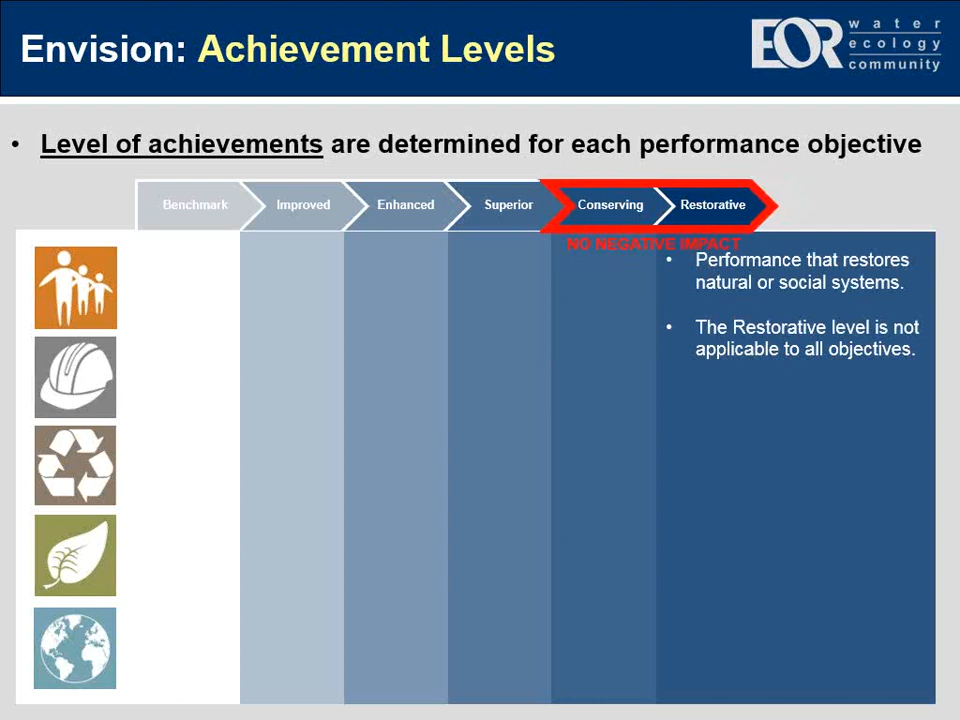 Envision: Achievement Levels
EOR
water
ecology
community
• Level of achievements are determined for each performance objective
Benchmark Improved Enhanced Superior Conserving Restorative
NO NEGATIVE IMPACT
• Performance that restores
natural or social systems.
• The Restorative level is not
applicable to all objectives.